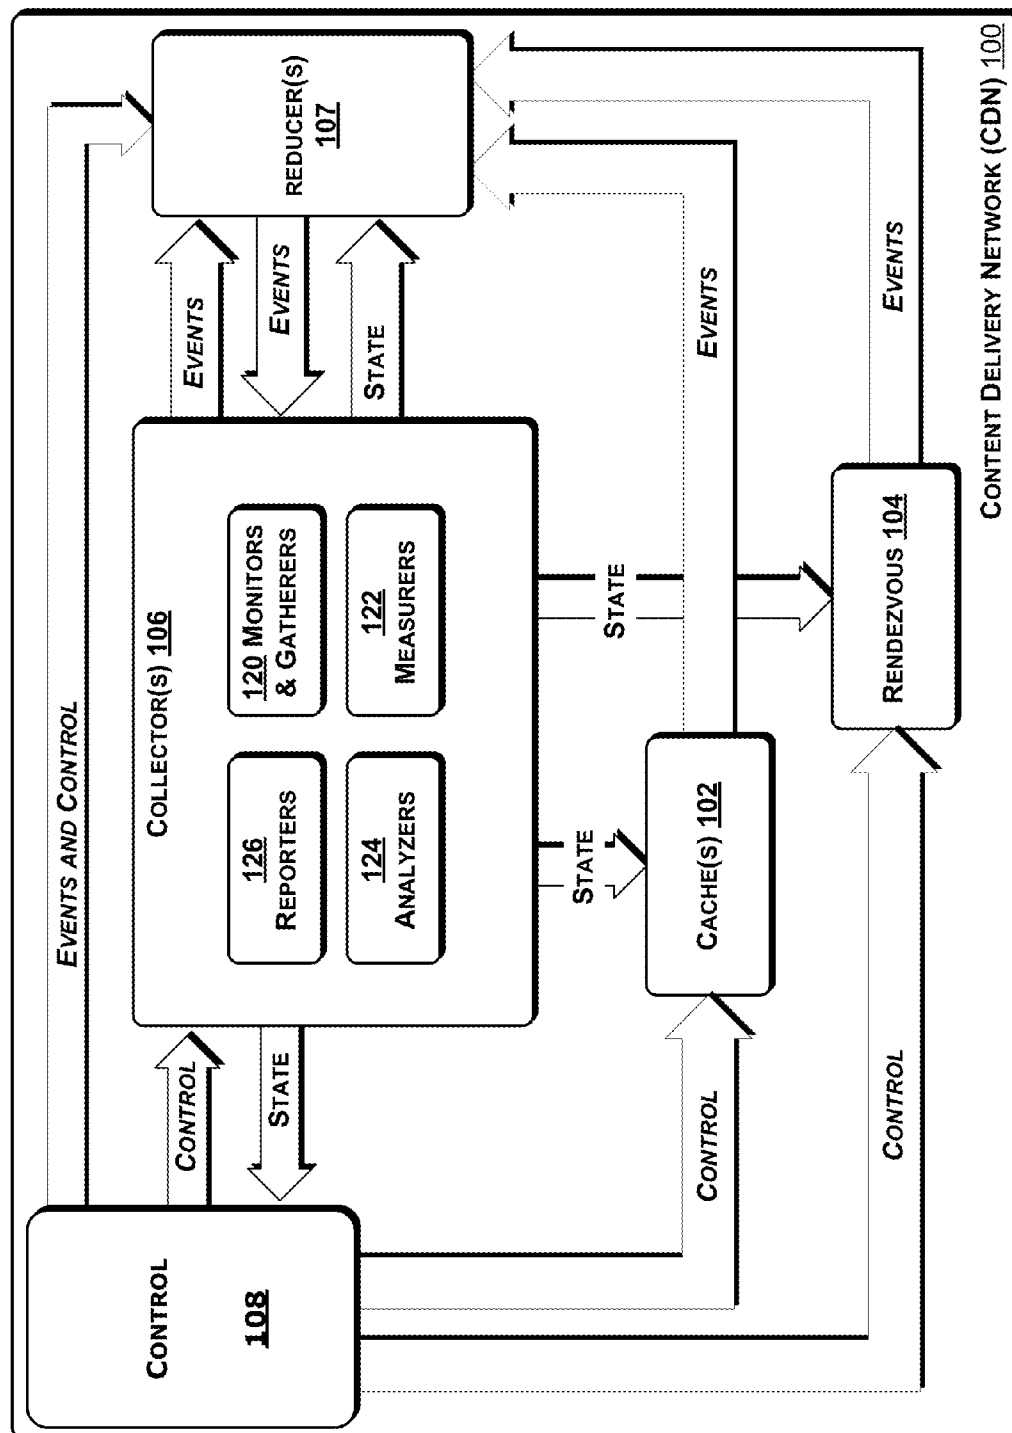 EVENTS AND CONTROL
CONTROL
108
CONTROL
STATE
COLLECTOR(S) 106
126
REPORTERS
120 MONITORS
& GATHERERS
124
ANALYZERS
122
MEASURERS
EVENTS
EVENTS
STATE
REDUCER(S)
107
STATE
STATE
CONTROL
CACHE(S) 102
EVENTS
CONTROL
RENDEZVOUS 104
EVENTS
CONTENT DELIVERY NETWORK (CDN) 100